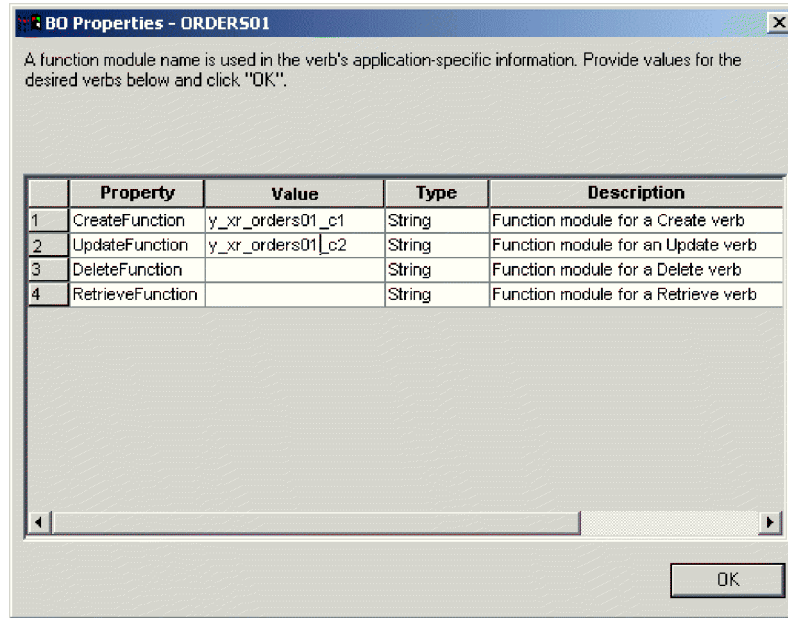 BO Properties - ORDERS01
A function module name is used in the verb's application-specific information. Provide values for the
desired verbs below and click "OK".
Property Value Type Description
1 CreateFunction y_xr_orders01_c1 String Function module for a Create verb
2 UpdateFunction y_xr_orders01_c2 String Function module for an Update verb
3 DeleteFunction String Function module for a Delete verb
4 RetrieveFunction String Function module for a Retrieve verb
OK